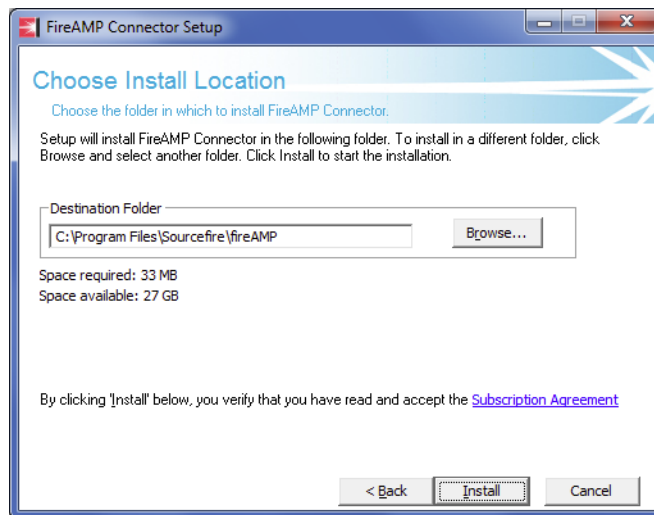 FireAMP Connector Setup
Choose Install Location
Choose the folder in which to install FireAMP Connector.
Setup will install FireAMP Connector in the following folder. To install in a different folder, click
Browse and select another folder. Click Install to start the installation.
Destination Folder
C:\Program Files\Sourcefire\fireAMP
Browse...
Space required: 33 MB
Space available: 27 GB
By clicking 'Install' below, you verify that you have read and accept the Subscription Agreement
< Back
Install
Cancel